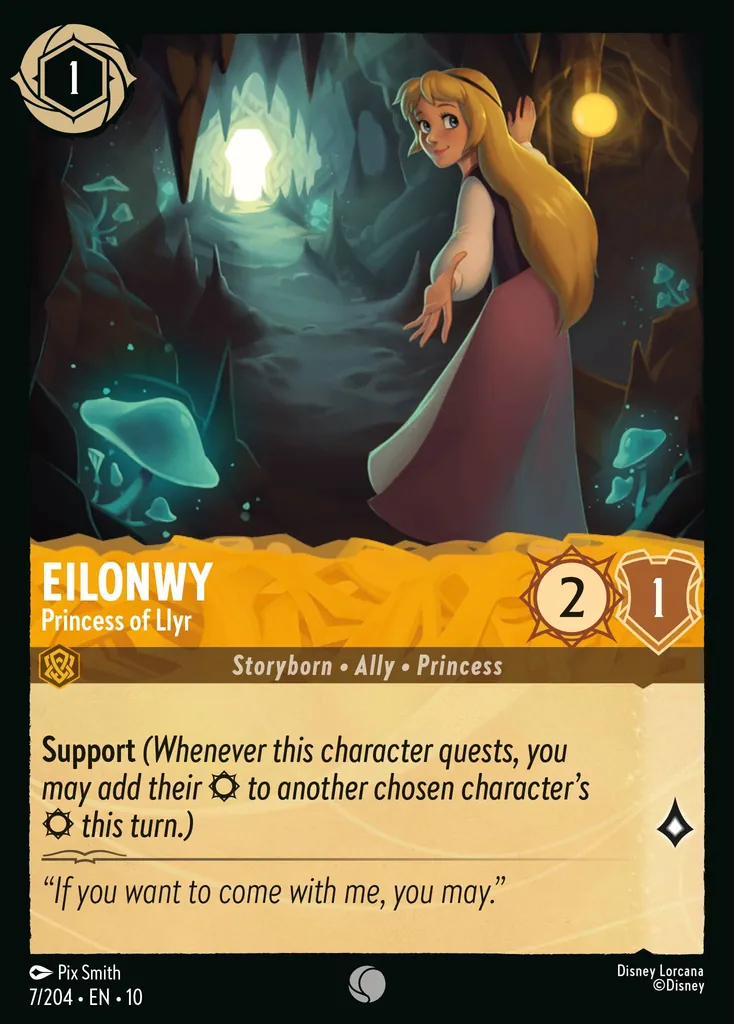 1
EILONWY
Princess of Llyr
2
1
Storyborn • Ally • Princess
Support (Whenever this character quests, you
may add their to another chosen character's
this turn.)
“If you want to come with me, you may.”
Pix Smith
7/204 • EN • 10
Disney Lorcana
©Disney